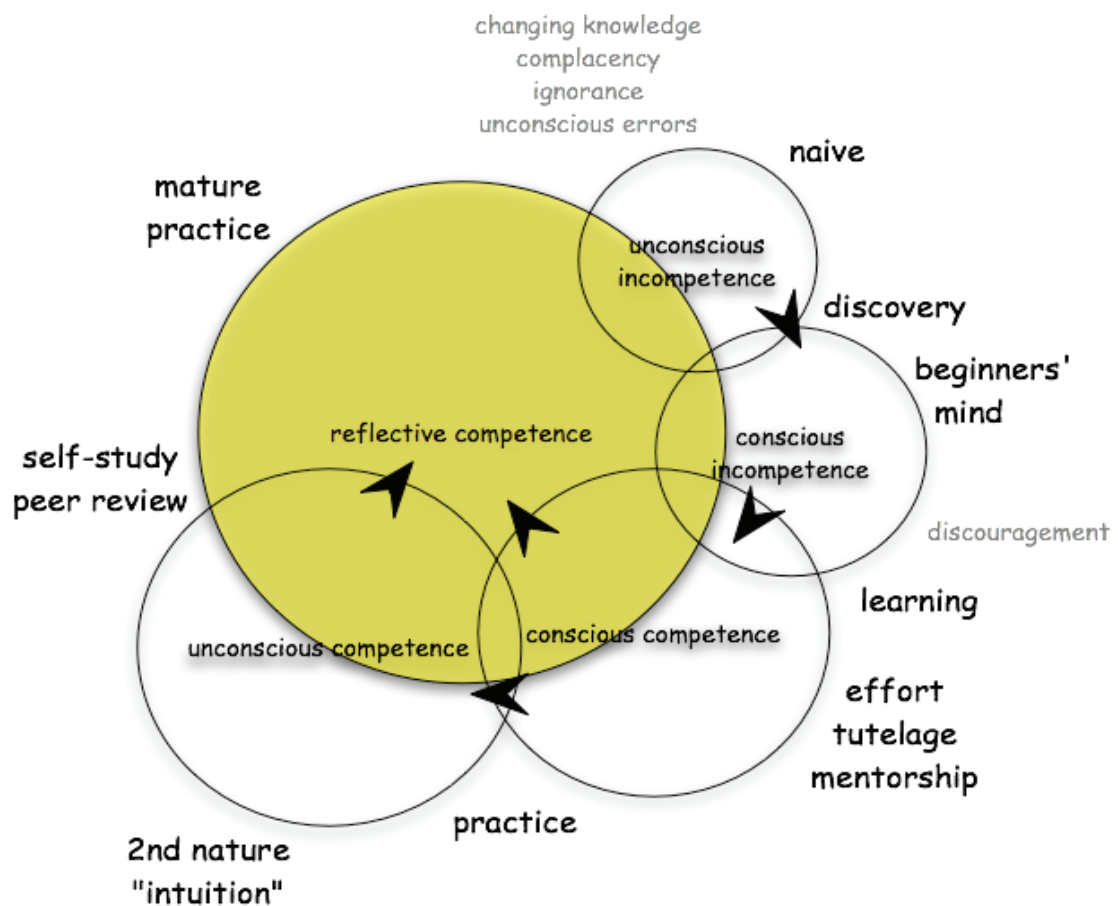 changing knowledge
complacency
ignorance
unconscious errors
naive
mature
practice
unconscious
incompetence
discovery
beginners'
mind
reflective competence
conscious
incompetence
self-study
peer review
discouragement
learning
unconscious competence
conscious competence
effort
tutelage
mentorship
practice
2nd nature
"intuition"